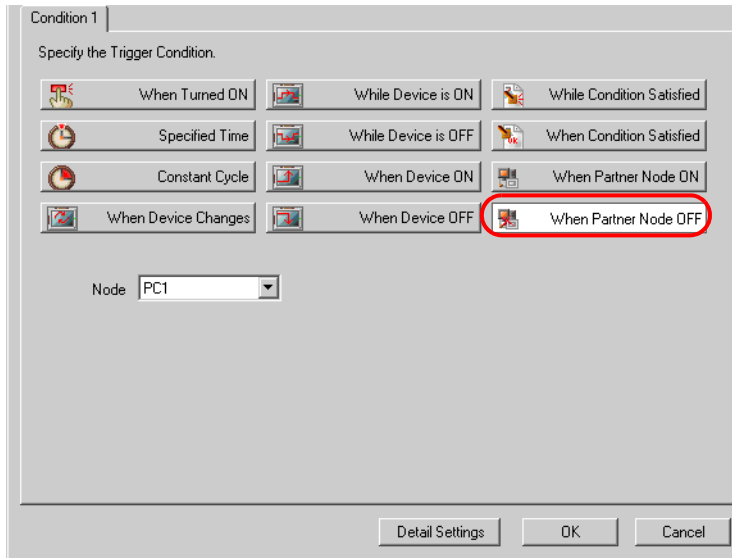 Condition 1
Specify the Trigger Condition.
When Turned ON While Device is ON While Condition Satisfied
Specified Time While Device is OFF When Condition Satisfied
Constant Cycle When Device ON When Partner Node ON
When Device Changes When Device OFF When Partner Node OFF
Node PC1
Detail Settings OK Cancel